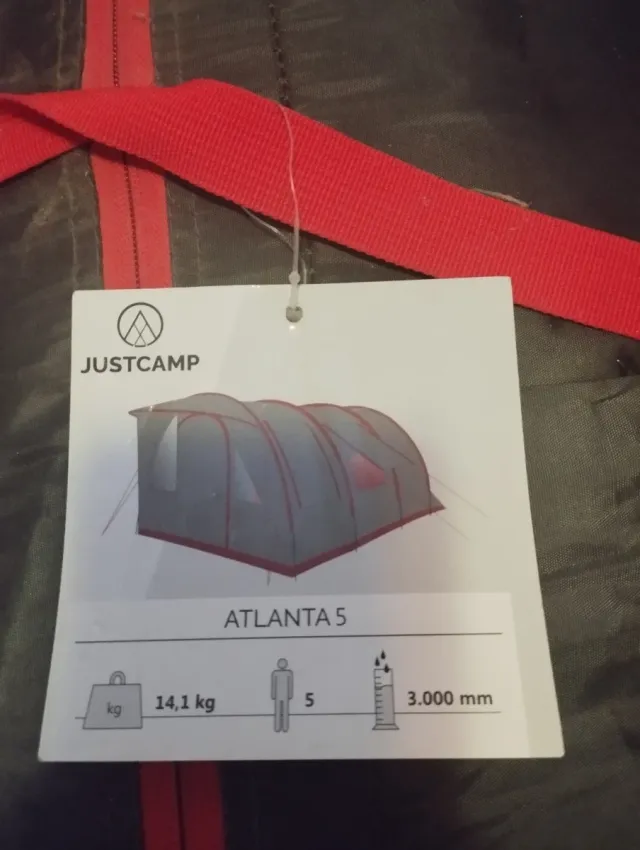 JUSTCAMP
ATLANTA 5
kg 14,1 kg 5 3.000 mm